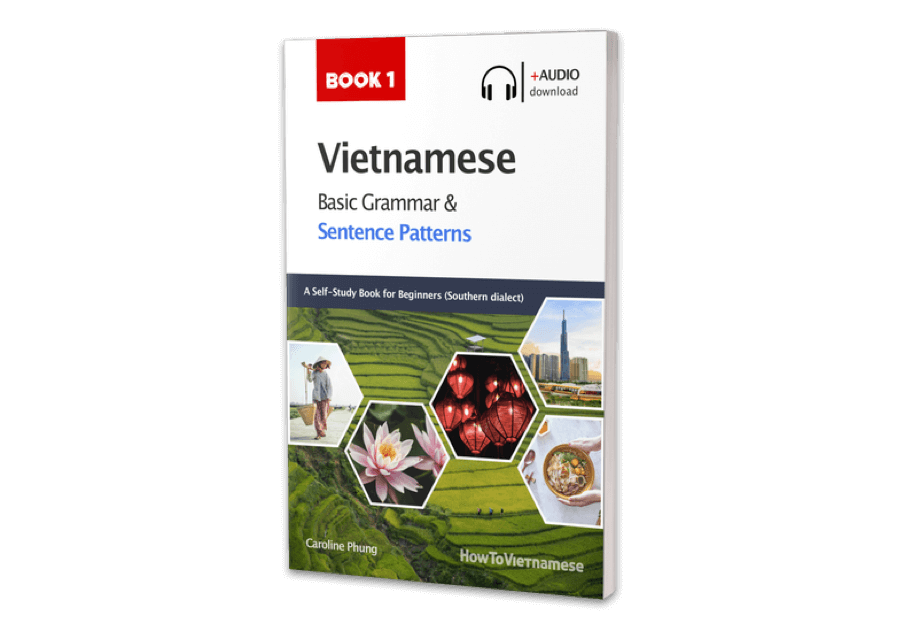 BOOK 1
+AUDIO
download
Vietnamese
Basic Grammar &
Sentence Patterns
A Self-Study Book for Beginners (Southern dialect)
Caroline Phung
HowToVietnamese